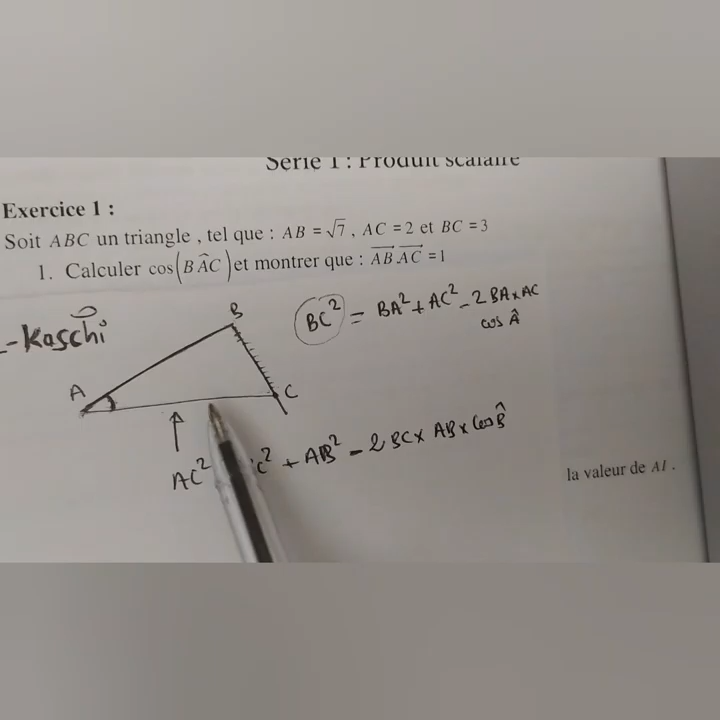 Serie 1 : Produit scalaire
Exercice 1 :
Soit ABC un triangle , tel que : AB = √7 , AC = 2 et BC = 3
1. Calculer cos(BÂC) et montrer que : AB.AC = 1
-Kaschi
B
A
C
BC² = BA² + AC² - 2 BA × AC
cos Â
AC² C² + AB² - 2 BC × AB × Cos B̂
la valeur de AI .